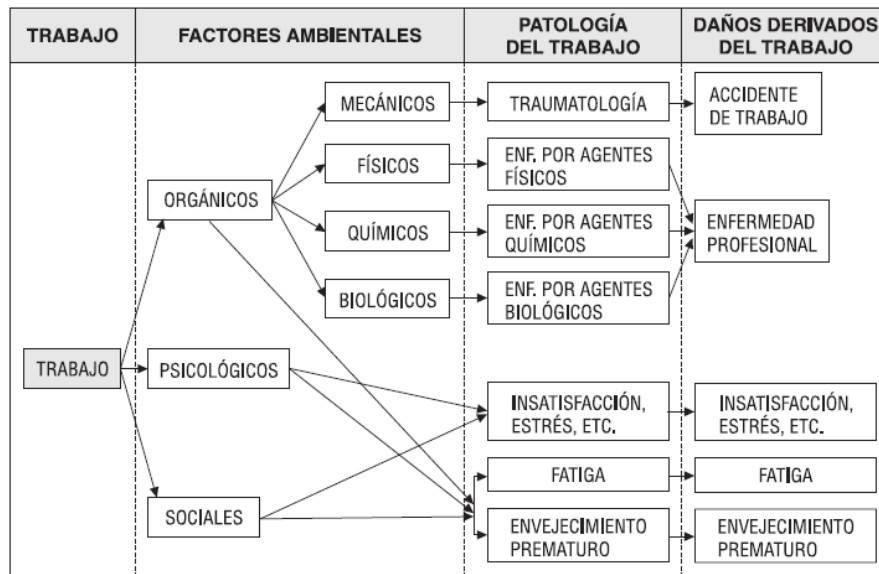 TRABAJO
FACTORES AMBIENTALES
PATOLOGÍA
DEL TRABAJO
DAÑOS DERIVADOS
DEL TRABAJO
MECÁNICOS
TRAUMATOLOGÍA
ACCIDENTE
DE TRABAJO
FÍSICOS
ENF. POR AGENTES
FÍSICOS
ORGÁNICOS
QUÍMICOS
ENF. POR AGENTES
QUÍMICOS
ENFERMEDAD
PROFESIONAL
BIOLÓGICOS
ENF. POR AGENTES
BIOLÓGICOS
TRABAJO
PSICOLÓGICOS
INSATISFACCIÓN,
ESTRÉS, ETC.
INSATISFACCIÓN,
ESTRÉS, ETC.
FATIGA
FATIGA
SOCIALES
ENVEJECIMIENTO
PREMATURO
ENVEJECIMIENTO
PREMATURO